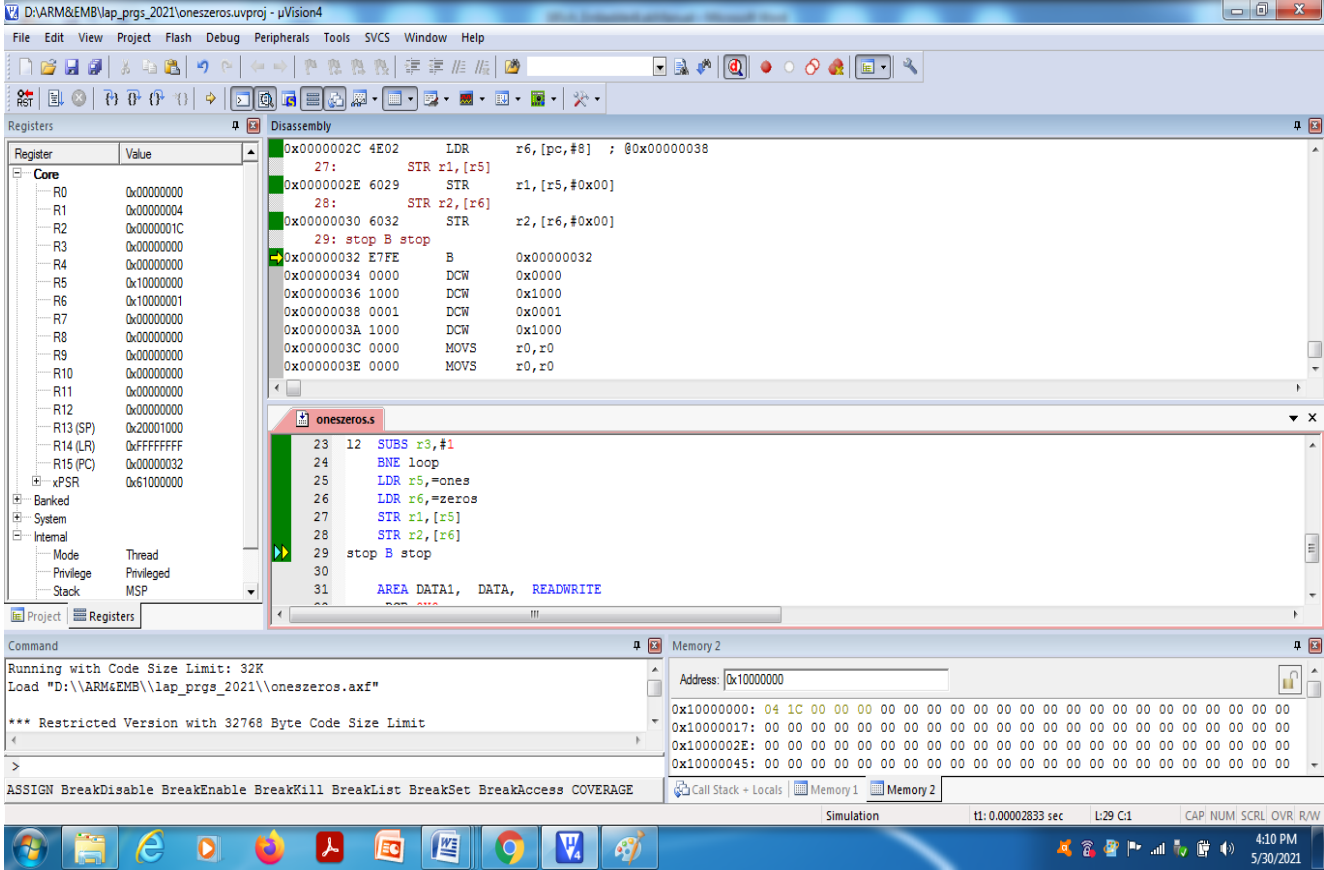 D:\ARM&EMB\lap_prgs_2021\oneszeros.uvproj - µVision4
File Edit View Project Flash Debug Peripherals Tools SVCS Window Help
Registers
Register Value
Core
R0 0x00000000
R1 0x00000004
R2 0x0000001C
R3 0x00000000
R4 0x00000000
R5 0x10000000
R6 0x10000001
R7 0x00000000
R8 0x00000000
R9 0x00000000
R10 0x00000000
R11 0x00000000
R12 0x00000000
R13 (SP) 0x20001000
R14 (LR) 0xFFFFFFFF
R15 (PC) 0x00000032
xPSR 0x61000000
Banked
System
Internal
Mode Thread
Privilege Privileged
Stack MSP
Project Registers
Disassembly
0x0000002C 4E02 LDR r6,[pc,#8] ; @0x00000038
27: STR r1,[r5]
0x0000002E 6029 STR r1,[r5,#0x00]
28: STR r2,[r6]
0x00000030 6032 STR r2,[r6,#0x00]
29: stop B stop
0x00000032 E7FE B 0x00000032
0x00000034 0000 DCW 0x0000
0x00000036 1000 DCW 0x1000
0x00000038 0001 DCW 0x0001
0x0000003A 1000 DCW 0x1000
0x0000003C 0000 MOVS r0,r0
0x0000003E 0000 MOVS r0,r0
oneszeros.s
23 l2 SUBS r3,#1
24 BNE loop
25 LDR r5,=ones
26 LDR r6,=zeros
27 STR r1,[r5]
28 STR r2,[r6]
29 stop B stop
30
31 AREA DATA1, DATA, READWRITE
Command
Running with Code Size Limit: 32K
Load "D:\\ARM&EMB\\lap_prgs_2021\\oneszeros.axf"
*** Restricted Version with 32768 Byte Code Size Limit
>
ASSIGN BreakDisable BreakEnable BreakKill BreakList BreakSet BreakAccess COVERAGE
Memory 2
Address: 0x10000000
0x10000000: 04 1C 00 00 00 00 00 00 00 00 00 00 00 00 00 00 00 00 00 00 00 00 00
0x10000017: 00 00 00 00 00 00 00 00 00 00 00 00 00 00 00 00 00 00 00 00 00 00 00
0x1000002E: 00 00 00 00 00 00 00 00 00 00 00 00 00 00 00 00 00 00 00 00 00 00 00
0x10000045: 00 00 00 00 00 00 00 00 00 00 00 00 00 00 00 00 00 00 00 00 00 00 00
Call Stack + Locals Memory 1 Memory 2
Simulation t1: 0.00002833 sec L:29 C:1 CAP NUM SCRL OVR R/W
4:10 PM
5/30/2021